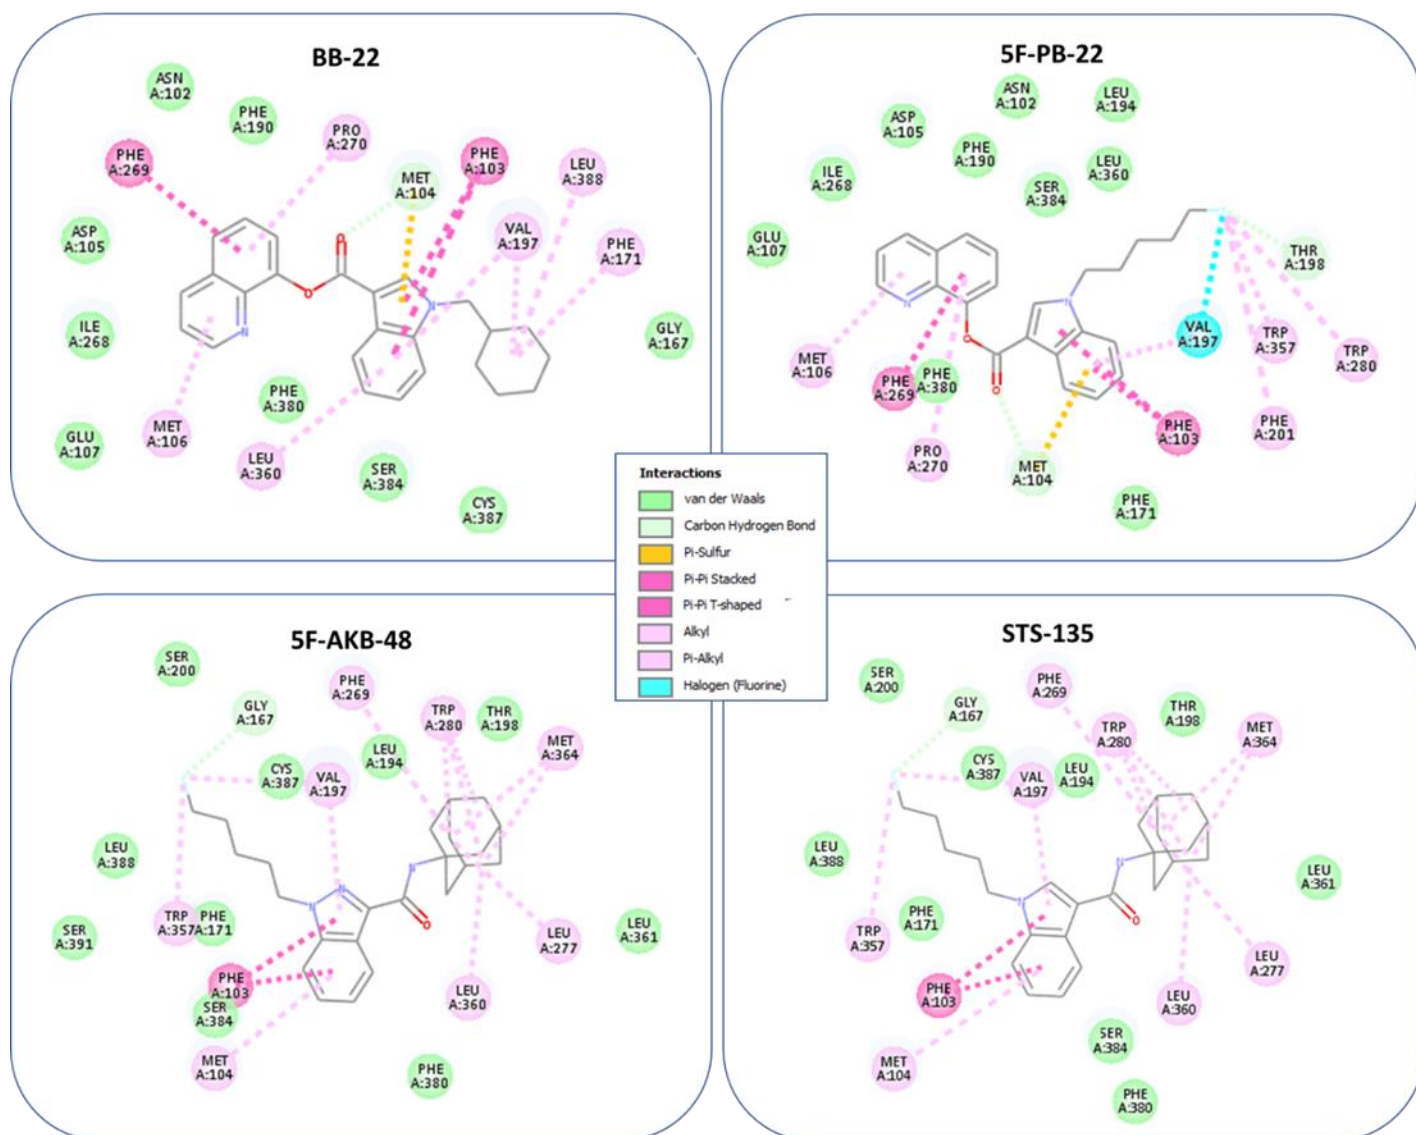 BB-22
ASN
A:102
PHE
A:190
PRO
A:270
PHE
A:269
PHE
A:103
MET
A:104
LEU
A:388
VAL
A:197
PHE
A:171
ASP
A:105
O
O
N
N
ILE
A:268
GLY
A:167
PHE
A:380
MET
A:106
GLU
A:107
LEU
A:360
SER
A:384
CYS
A:387
5F-PB-22
ASN
A:102
LEU
A:194
ASP
A:105
PHE
A:190
LEU
A:360
ILE
A:268
SER
A:384
GLU
A:107
THR
A:198
N
N
O
O
VAL
A:197
TRP
A:357
TRP
A:280
MET
A:106
PHE
A:269
PHE
A:380
PHE
A:103
PHE
A:201
PRO
A:270
MET
A:104
PHE
A:171
Interactions
van der Waals
Carbon Hydrogen Bond
Pi-Sulfur
Pi-Pi Stacked
Pi-Pi T-shaped
Alkyl
Pi-Alkyl
Halogen (Fluorine)
5F-AKB-48
SER
A:200
PHE
A:269
GLY
A:167
TRP
A:280
THR
A:198
MET
A:364
CYS
A:387
VAL
A:197
LEU
A:194
LEU
A:388
N
N
N
O
SER
A:391
TRP
A:357
PHE
A:171
LEU
A:277
LEU
A:361
PHE
A:103
SER
A:384
LEU
A:360
MET
A:104
PHE
A:380
STS-135
SER
A:200
PHE
A:269
GLY
A:167
TRP
A:280
THR
A:198
MET
A:364
CYS
A:387
VAL
A:197
LEU
A:194
LEU
A:388
N
N
O
LEU
A:361
TRP
A:357
PHE
A:171
LEU
A:277
PHE
A:103
LEU
A:360
SER
A:384
MET
A:104
PHE
A:380